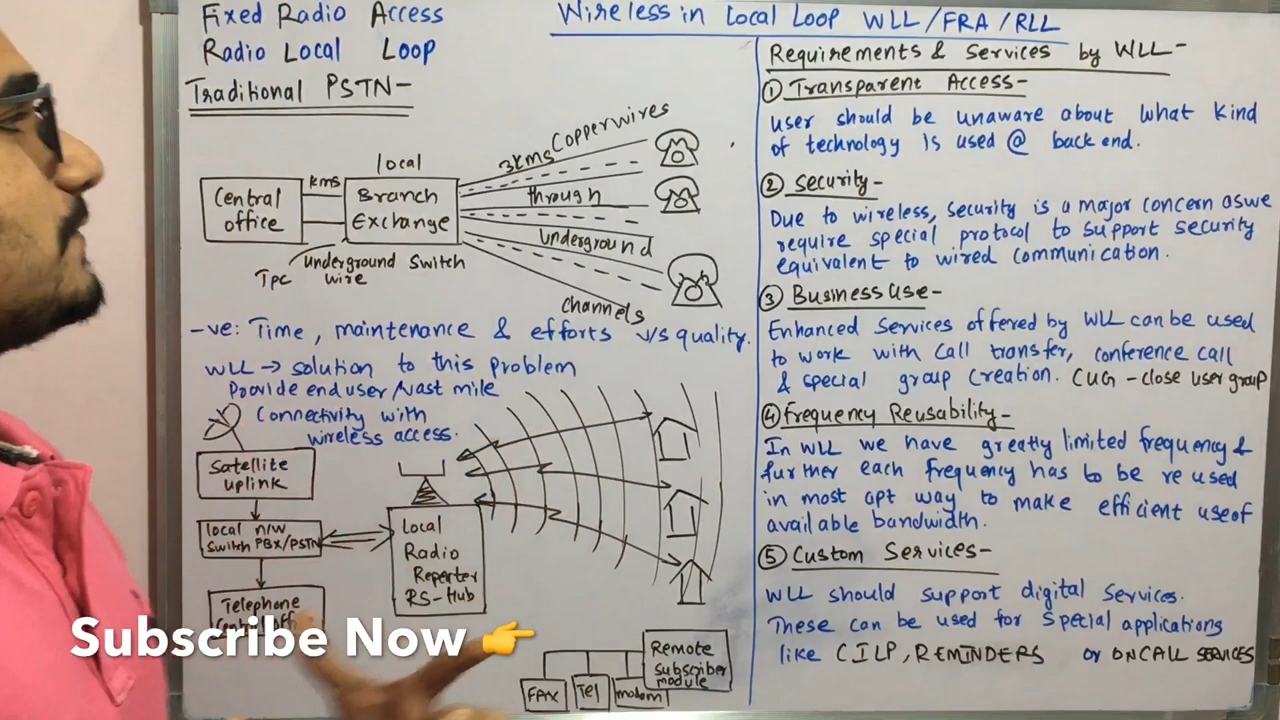 Fixed Radio Access
Radio Local Loop
Wireless in Local Loop WLL/FRA/RLL
Traditional PSTN-
Central office
kms
local
Branch Exchange
Tpc
underground wire
Switch
3kms Copperwires
through
underground
channels
-ve: Time, maintenance & efforts v/s quality.
WLL → solution to this problem
Provide end user /last mile
Connectivity with
wireless access.
Satellite uplink
local n/w
Switch PBX/PSTN
Telephone
Local
Radio
Reperter
RS-Hub
Remote
Subscriber
module
FAX
Tel
modem
Requirements & Services by WLL-
① Transparent Access-
user should be unaware about what kind
of technology is used @ back end.
② Security-
Due to wireless, security is a major concern aswe
require special protocol to support security
equivalent to wired communication.
③ Business Use-
Enhanced Services offered by WLL can be used
to work with Call transfer, conference call
& special group Creation. CUG - close user group
④ Frequency Reusability-
In WLL we have greatly limited frequency &
further each frequency has to be re used
in most apt way to make efficient use of
available bandwidth.
⑤ Custom Services-
WLL should support digital Services.
These can be used for Special applications
like CILP, REMINDERS or ONCALL SERVICES
Subscribe Now 👉